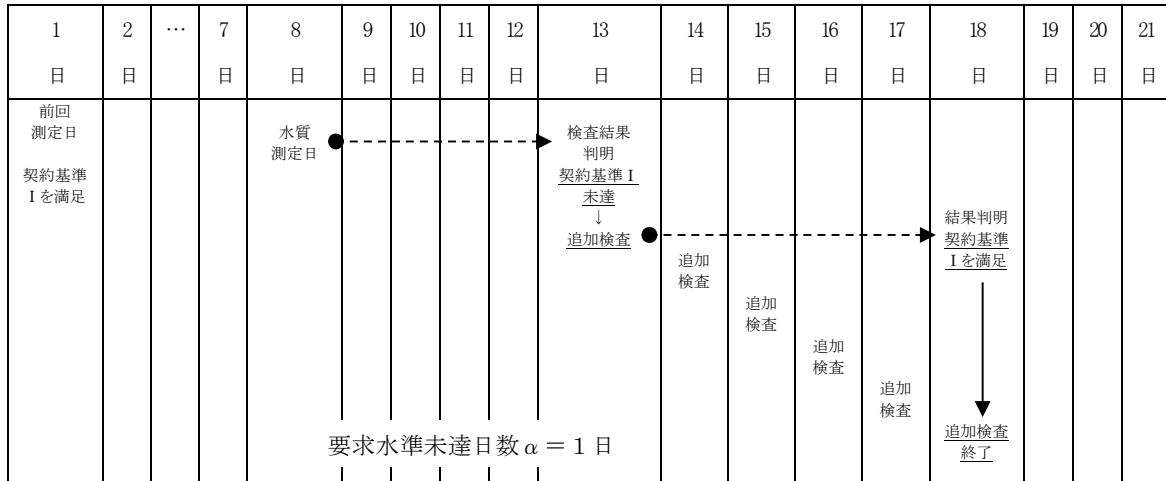 1 2 … 7 8 9 10 11 12 13 14 15 16 17 18 19 20 21
日 日 日 日 日 日 日 日 日 日 日 日 日 日 日 日 日
前回
測定日
契約基準
Ⅰを満足
水質
測定日
検査結果
判明
契約基準Ⅰ
未達
↓
追加検査
追加
検査
追加
検査
追加
検査
追加
検査
結果判明
契約基準
Ⅰを満足
追加検査
終了
要求水準未達日数α＝1日